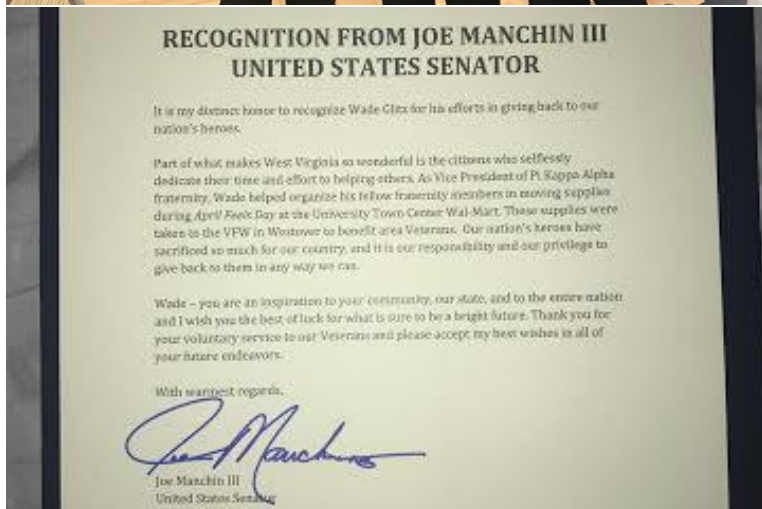 RECOGNITION FROM JOE MANCHIN III
UNITED STATES SENATOR
It is my distinct honor to recognize Wade Glitz for his efforts in giving back to our
nation's heroes.
Part of what makes West Virginia so wonderful is the citizens who selflessly
dedicate their time and effort to helping others. As Vice President of Pi Kappa Alpha
fraternity, Wade helped organize his fellow fraternity members in moving supplies
during April Feels Day at the University Town Center Wal-Mart. These supplies were
taken to the VFW in Westover to benefit area Veterans. Our nation's heroes have
sacrificed so much for our country, and it is our responsibility and our privilege to
give back to them in any way we can.
Wade – you are an inspiration to your community, our state, and to the entire nation
and I wish you the best of luck for what is sure to be a bright future. Thank you for
your voluntary service to our Veterans and please accept my best wishes in all of
your future endeavors.
With warmest regards,
Joe Manchin
Joe Manchin III
United States Senator